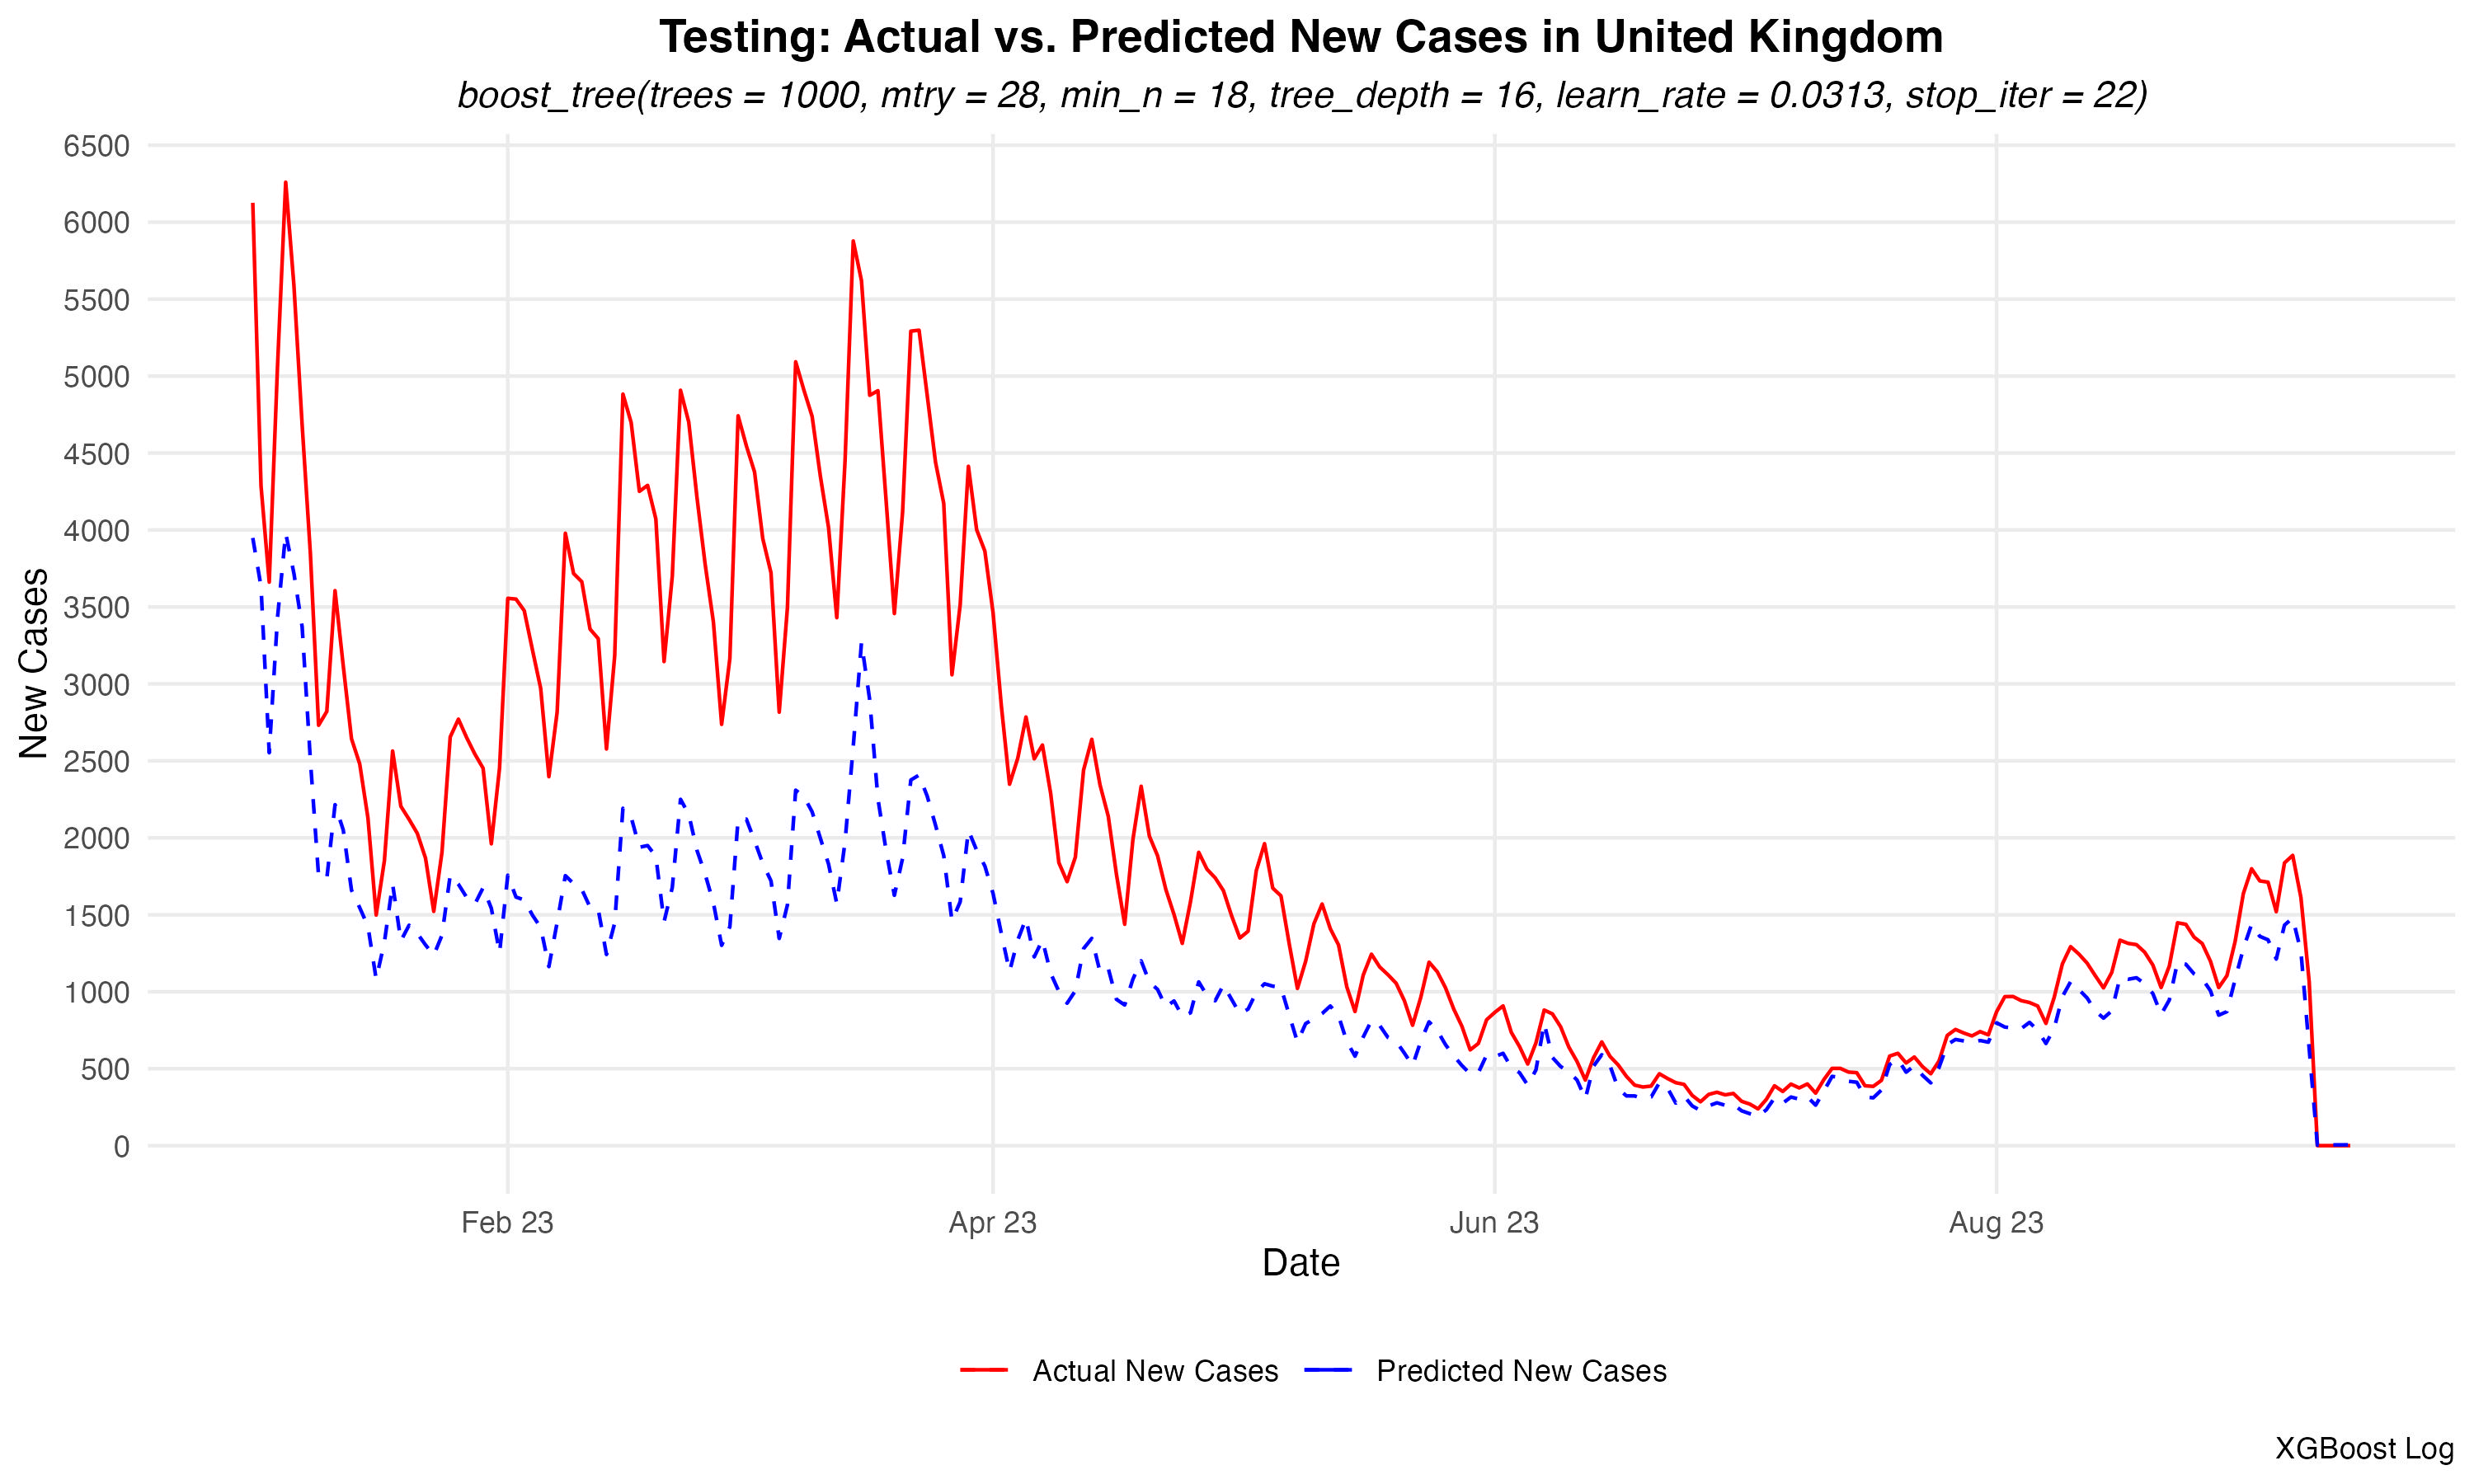 Testing: Actual vs. Predicted New Cases in United Kingdom
boost_tree(trees = 1000, mtry = 28, min_n = 18, tree_depth = 16, learn_rate = 0.0313, stop_iter = 22)
New Cases
6500
6000
5500
5000
4500
4000
3500
3000
2500
2000
1500
1000
500
0
Feb 23
Apr 23
Jun 23
Aug 23
Date
Actual New Cases
Predicted New Cases
XGBoost Log